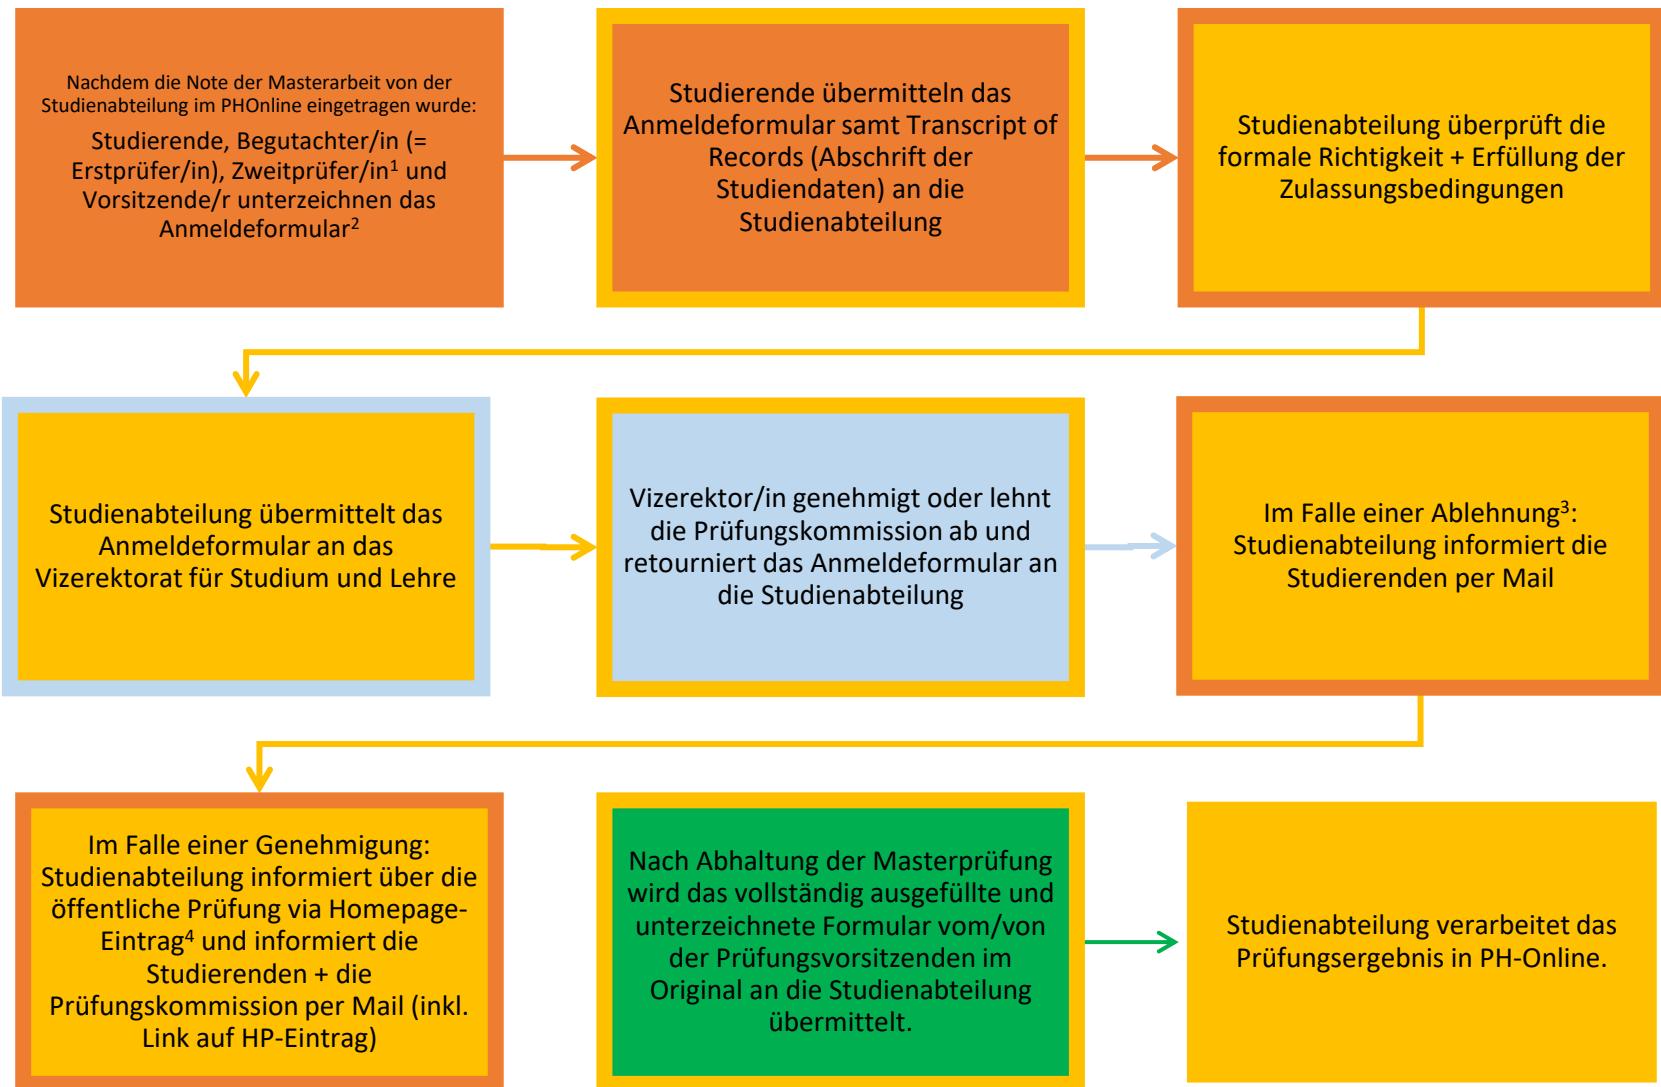 Nachdem die Note der Masterarbeit von der
Studienabteilung im PHOnline eingetragen wurde:
Studierende, Begutachter/in (=
Erstprüfer/in), Zweitprüfer/in¹ und
Vorsitzende/r unterzeichnen das
Anmeldeformular²
Studierende übermitteln das
Anmeldeformular samt Transcript of
Records (Abschrift der
Studiendaten) an die
Studienabteilung
Studienabteilung überprüft die
formale Richtigkeit + Erfüllung der
Zulassungsbedingungen
Studienabteilung übermittelt das
Anmeldeformular an das
Vizerektorat für Studium und Lehre
Vizerektor/in genehmigt oder lehnt
die Prüfungskommission ab und
retourniert das Anmeldeformular an
die Studienabteilung
Im Falle einer Ablehnung³:
Studienabteilung informiert die
Studierenden per Mail
Im Falle einer Genehmigung:
Studienabteilung informiert über die
öffentliche Prüfung via Homepage-
Eintrag⁴ und informiert die
Studierenden + die
Prüfungskommission per Mail (inkl.
Link auf HP-Eintrag)
Nach Abhaltung der Masterprüfung
wird das vollständig ausgefüllte und
unterzeichnete Formular vom/von
der Prüfungsvorsitzenden im
Original an die Studienabteilung
übermittelt.
Studienabteilung verarbeitet das
Prüfungsergebnis in PH-Online.